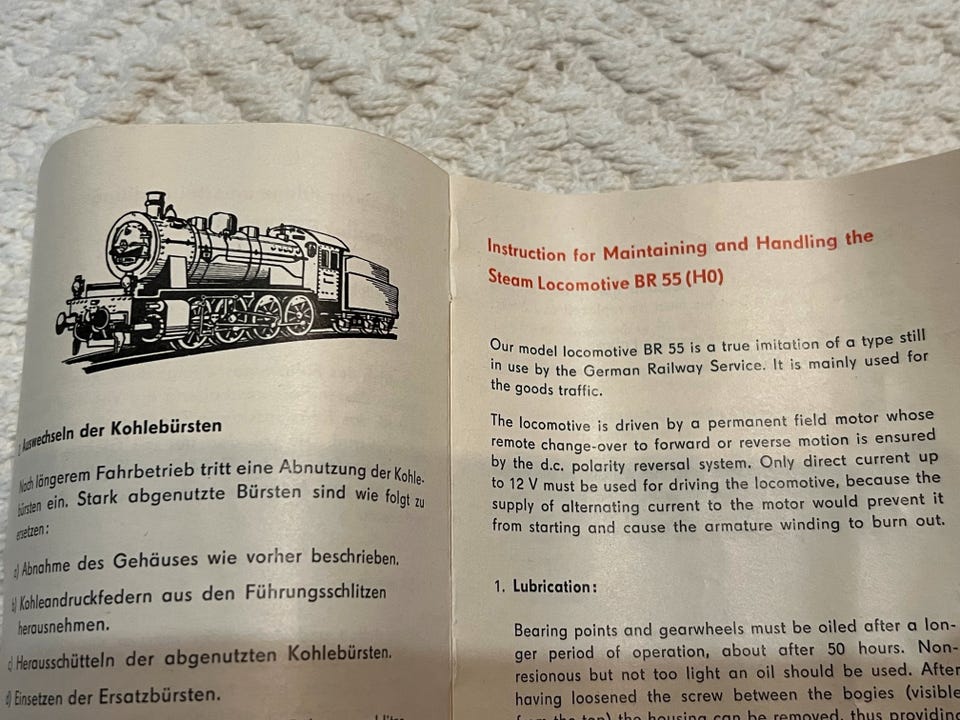 Auswechseln der Kohlebürsten
Nach längerem Fahrbetrieb tritt eine Abnutzung der Kohle-
bürsten ein. Stark abgenutzte Bürsten sind wie folgt zu
ersetzen:
a) Abnahme des Gehäuses wie vorher beschrieben.
b) Kohleandruckfedern aus den Führungsschlitzen
herausnehmen.
c) Herausschütteln der abgenutzten Kohlebürsten.
d) Einsetzen der Ersatzbürsten.
Instruction for Maintaining and Handling the
Steam Locomotive BR 55 (H0)
Our model locomotive BR 55 is a true imitation of a type still
in use by the German Railway Service. It is mainly used for
the goods traffic.
The locomotive is driven by a permanent field motor whose
remote change-over to forward or reverse motion is ensured
by the d.c. polarity reversal system. Only direct current up
to 12 V must be used for driving the locomotive, because the
supply of alternating current to the motor would prevent it
from starting and cause the armature winding to burn out.
1. Lubrication:
Bearing points and gearwheels must be oiled after a lon-
ger period of operation, about after 50 hours. Non-
resionous but not too light an oil should be used. After
having loosened the screw between the bogies (visible
from the top) the housing can be removed, thus providing